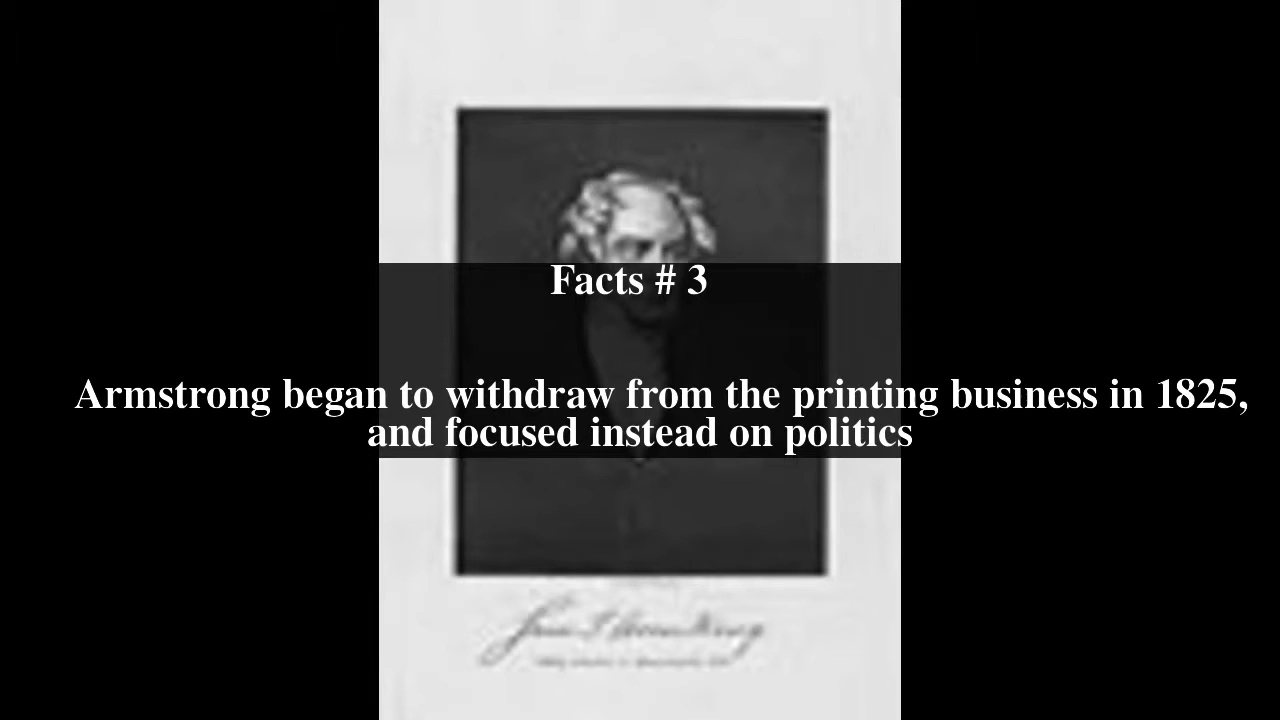 Facts # 3
Armstrong began to withdraw from the printing business in 1825,
and focused instead on politics